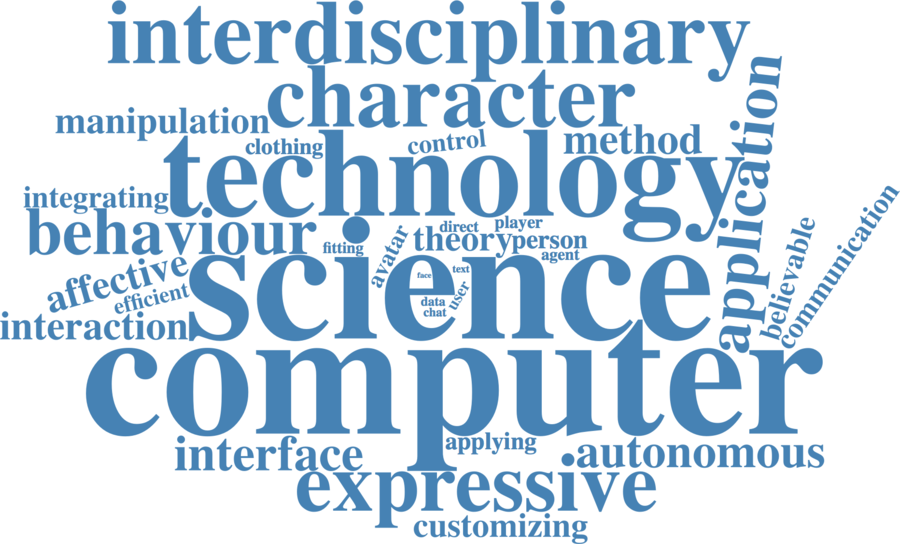 interdisciplinary
character
manipulation
clothing
control
method
technology
application
integrating
behaviour
fitting
avatar
direct
player
theory
person
agent
affective
efficient
science
face
text
data
user
chat
believable
communication
interaction
computer
interface
applying
autonomous
expressive
customizing